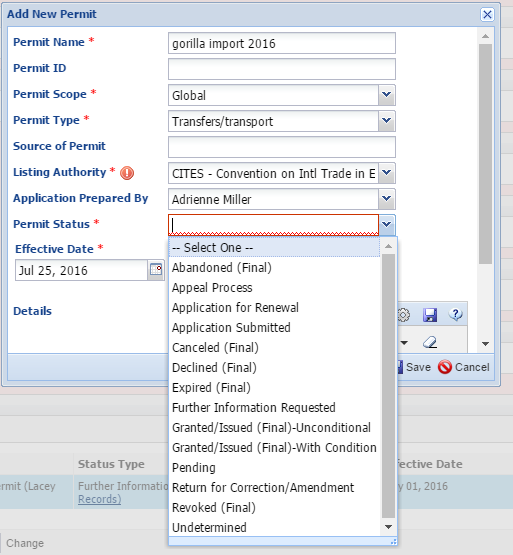 Add New Permit
Permit Name * gorilla import 2016
Permit ID
Permit Scope * Global
Permit Type * Transfers/transport
Source of Permit
Listing Authority * CITES - Convention on Intl Trade in E
Application Prepared By Adrienne Miller
Permit Status *
-- Select One --
Effective Date *
Abandoned (Final)
Jul 25, 2016
Appeal Process
Application for Renewal
Details
Application Submitted
Canceled (Final)
Declined (Final)
Save Cancel
Expired (Final)
Further Information Requested
Granted/Issued (Final)-Unconditional
Granted/Issued (Final)-With Condition
Pending
Return for Correction/Amendment
Revoked (Final)
Undetermined
Status Type
fective Date
rmit (Lacey
Further Informatio
Records)
01, 2016
Change